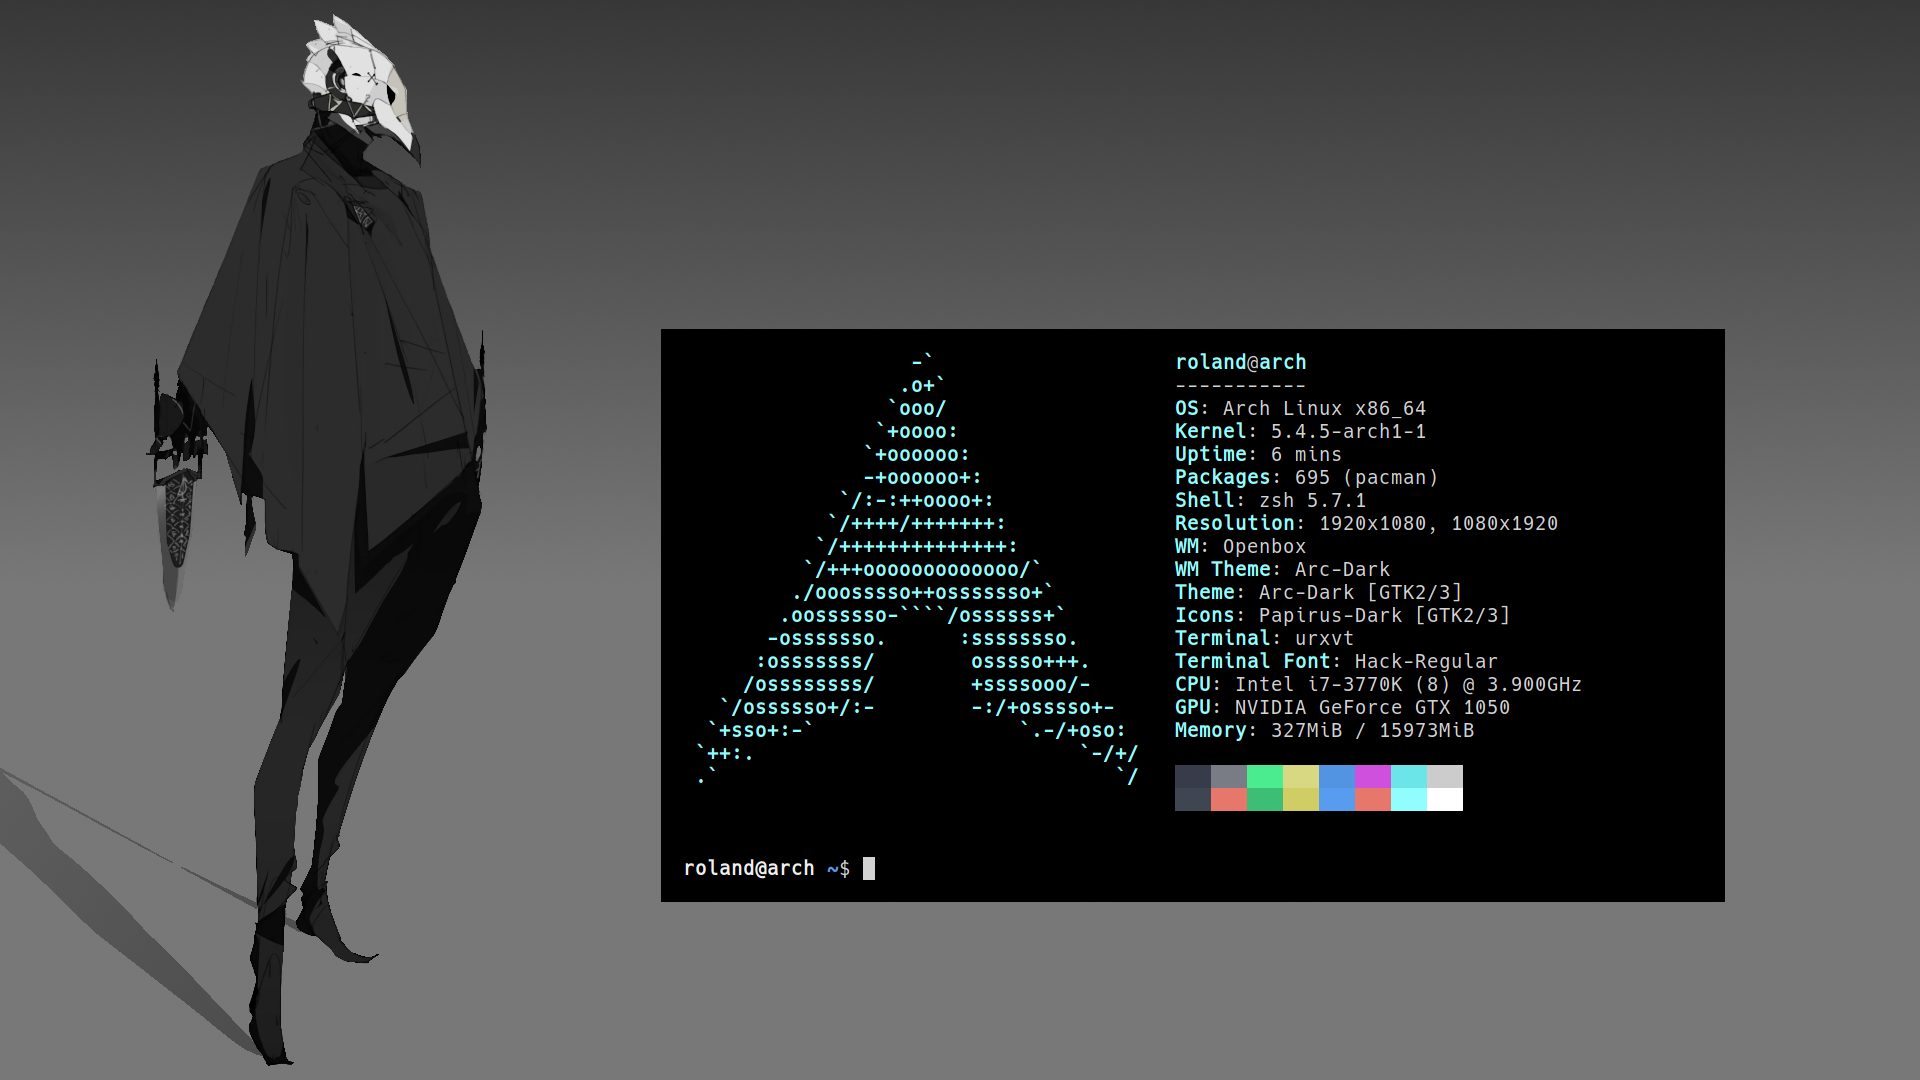 -`
.o+`
`ooo/
`+oooo:
`+oooooo:
-+oooooo+:
`/:-:++oooo+:
`/++++/+++++++:
`/++++++++++++++:
`/+++ooooooooooooo/`
./ooosssso++osssssso+`
.oossssso-````/ossssss+`
-osssssso.      :ssssssso.
:osssssss/        osssso+++.
/ossssssss/        +ssssooo/-
`/ossssso+/:-        -:/+osssso+-
`+sso+:-`                 `.-/+oso:
`++:.                           `-/+/
.`                                 `/
roland@arch
-----------
OS: Arch Linux x86_64
Kernel: 5.4.5-arch1-1
Uptime: 6 mins
Packages: 695 (pacman)
Shell: zsh 5.7.1
Resolution: 1920x1080, 1080x1920
WM: Openbox
WM Theme: Arc-Dark
Theme: Arc-Dark [GTK2/3]
Icons: Papirus-Dark [GTK2/3]
Terminal: urxvt
Terminal Font: Hack-Regular
CPU: Intel i7-3770K (8) @ 3.900GHz
GPU: NVIDIA GeForce GTX 1050
Memory: 327MiB / 15973MiB
roland@arch ~$